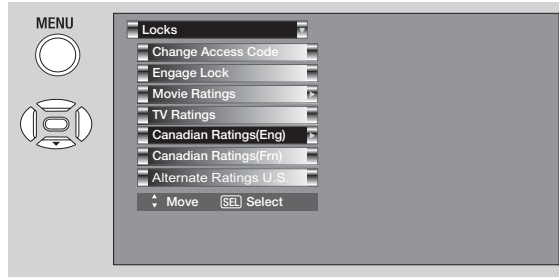 MENU
Locks
Change Access Code
Engage Lock
Movie Ratings
TV Ratings
Canadian Ratings(Eng)
Canadian Ratings(Frn)
Alternate Ratings U.S.
Move SEL Select